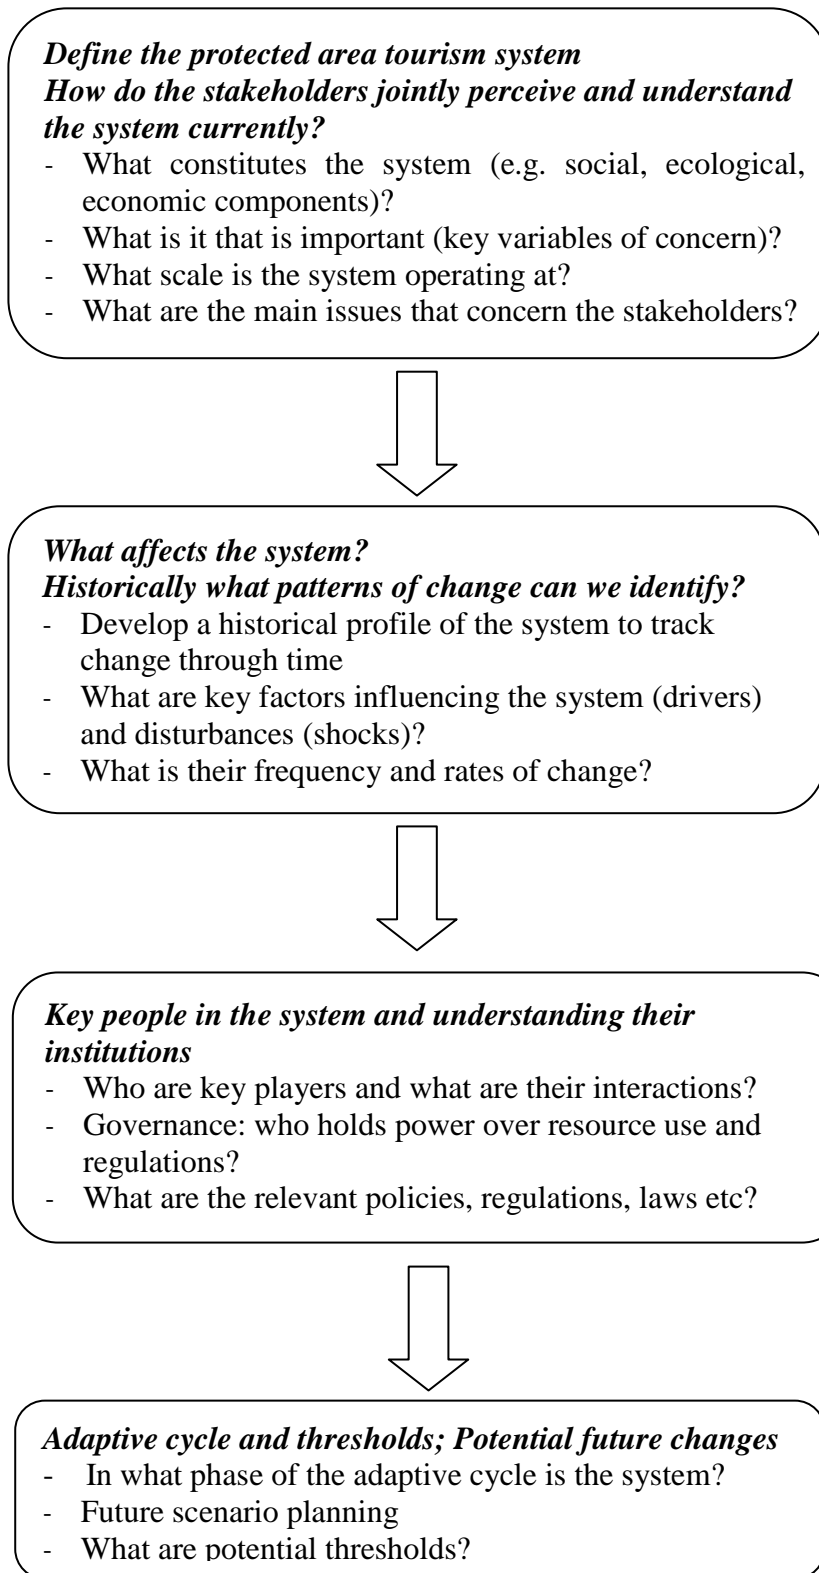 Define the protected area tourism system
How do the stakeholders jointly perceive and understand
the system currently?
- What constitutes the system (e.g. social, ecological,
economic components)?
- What is it that is important (key variables of concern)?
- What scale is the system operating at?
- What are the main issues that concern the stakeholders?
What affects the system?
Historically what patterns of change can we identify?
- Develop a historical profile of the system to track
change through time
- What are key factors influencing the system (drivers)
and disturbances (shocks)?
- What is their frequency and rates of change?
Key people in the system and understanding their
institutions
- Who are key players and what are their interactions?
- Governance: who holds power over resource use and
regulations?
- What are the relevant policies, regulations, laws etc?
Adaptive cycle and thresholds; Potential future changes
- In what phase of the adaptive cycle is the system?
- Future scenario planning
- What are potential thresholds?